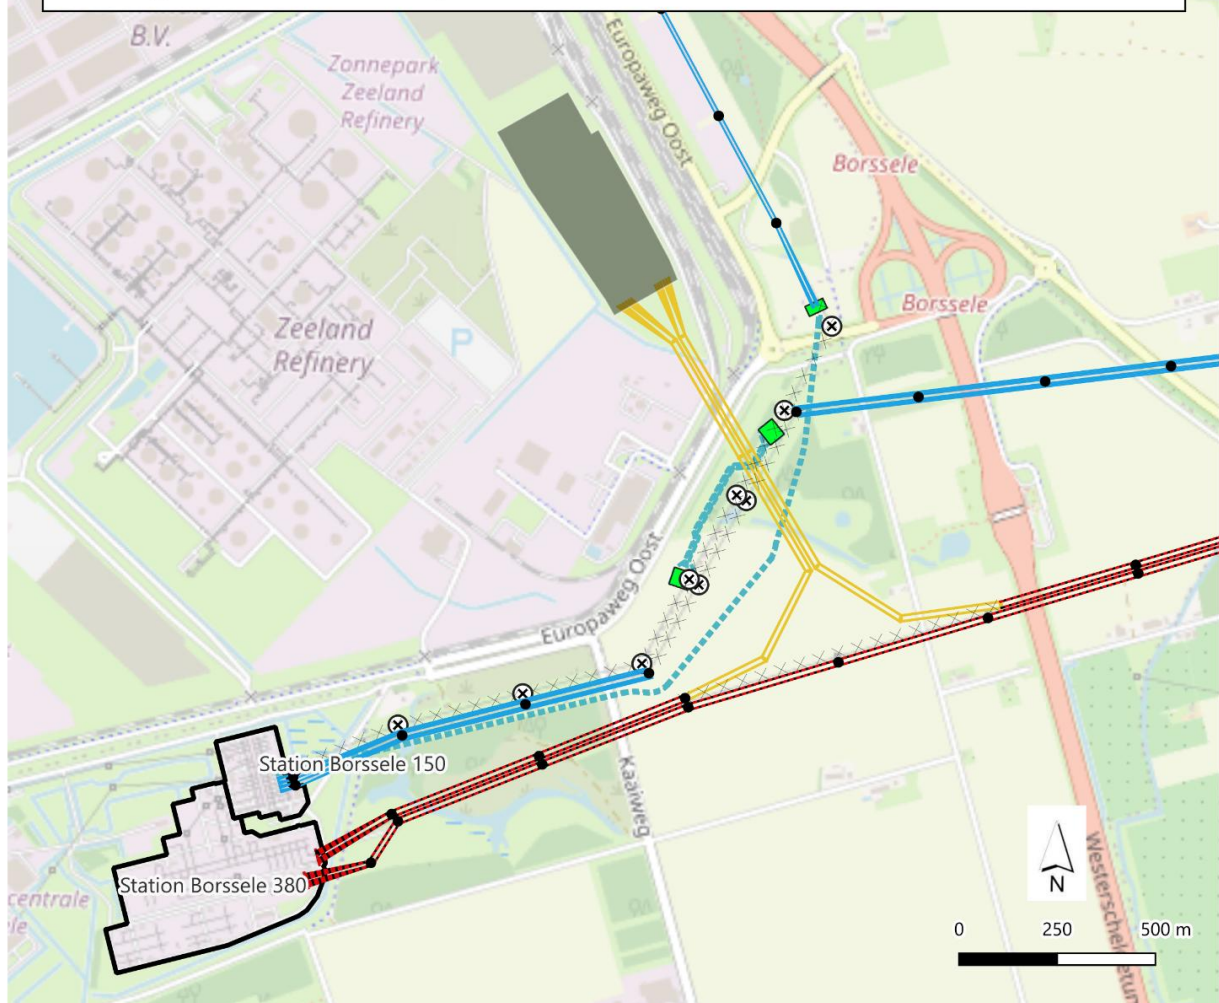 B.V.
Zonnepark
Zeeland
Refinery
Europaweg Oost
Borssele
Borssele
Zeeland
Refinery
P
Europaweg Oost
Station Borssele 150
Kaaiweg
Station Borssele 380
centrale
N
0 250 500 m